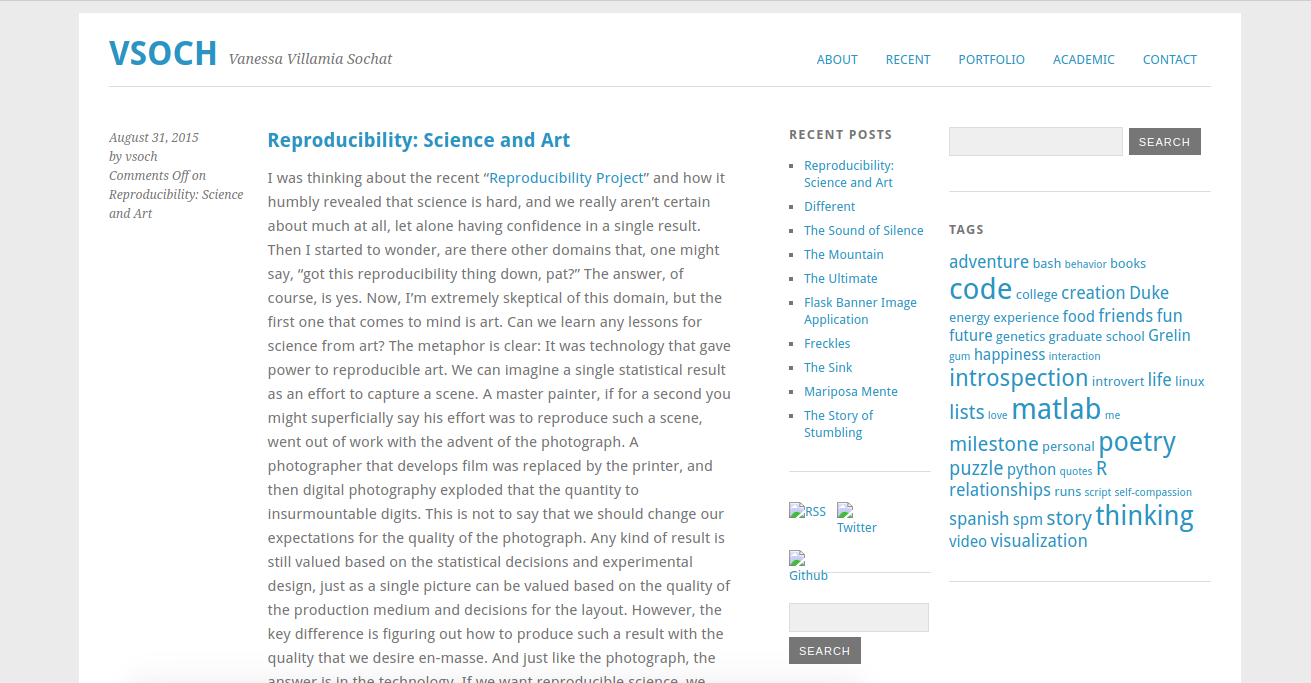 VSOCH Vanessa Villamia Sochat
ABOUT RECENT PORTFOLIO ACADEMIC CONTACT
August 31, 2015
by vsoch
Comments Off on
Reproducibility: Science
and Art
Reproducibility: Science and Art
I was thinking about the recent “Reproducibility Project” and how it
humbly revealed that science is hard, and we really aren’t certain
about much at all, let alone having confidence in a single result.
Then I started to wonder, are there other domains that, one might
say, “got this reproducibility thing down, pat?” The answer, of
course, is yes. Now, I’m extremely skeptical of this domain, but the
first one that comes to mind is art. Can we learn any lessons for
science from art? The metaphor is clear: It was technology that gave
power to reproducible art. We can imagine a single statistical result
as an effort to capture a scene. A master painter, if for a second you
might superficially say his effort was to reproduce such a scene,
went out of work with the advent of the photograph. A
photographer that develops film was replaced by the printer, and
then digital photography exploded that the quantity to
insurmountable digits. This is not to say that we should change our
expectations for the quality of the photograph. Any kind of result is
still valued based on the statistical decisions and experimental
design, just as a single picture can be valued based on the quality of
the production medium and decisions for the layout. However, the
key difference is figuring out how to produce such a result with the
quality that we desire en-masse. And just like the photograph, the
answer is in the technology. If we want reproducible science, we
RECENT POSTS
Reproducibility:
Science and Art
Different
The Sound of Silence
The Mountain
The Ultimate
Flask Banner Image
Application
Freckles
The Sink
Mariposa Mente
The Story of
Stumbling
RSS
Twitter
Github
SEARCH
SEARCH
TAGS
adventure bash behavior books
code college creation Duke
energy experience food friends fun
future genetics graduate school Grelin
gum happiness interaction
introspection introvert life linux
lists love matlab me
milestone personal poetry
puzzle python quotes R
relationships runs script self-compassion
spanish spm story thinking
video visualization